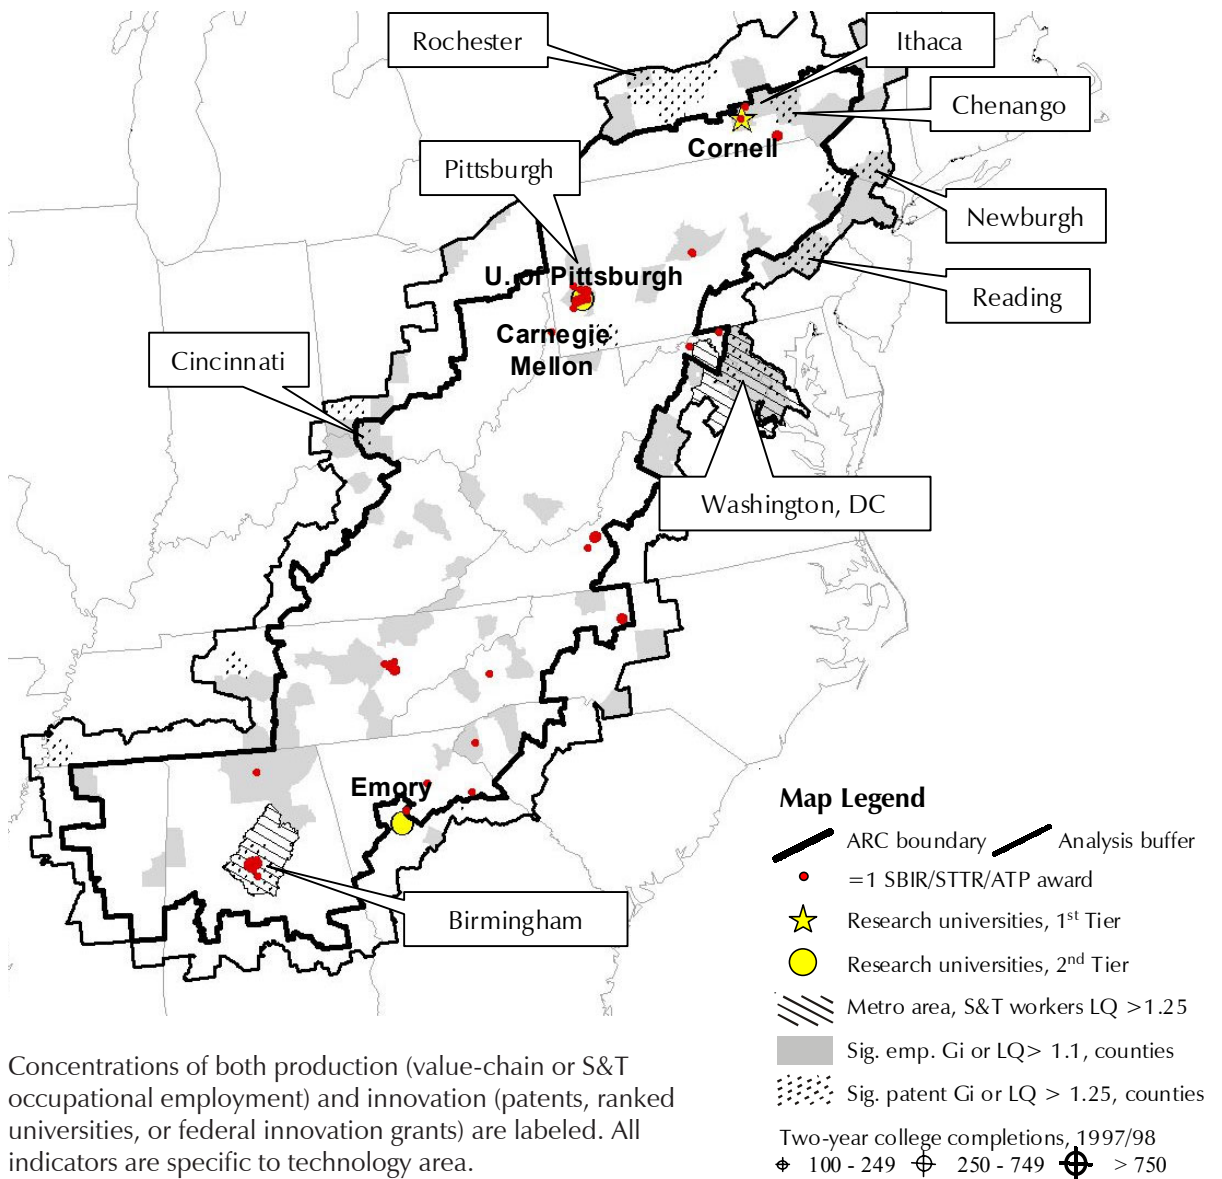 Rochester
Ithaca
Chenango
Cornell
Pittsburgh
Newburgh
U. of Pittsburgh
Reading
Carnegie
Mellon
Cincinnati
Washington, DC
Emory
Birmingham
Map Legend
ARC boundary
Analysis buffer
=1 SBIR/STTR/ATP award
Research universities, 1st Tier
Research universities, 2nd Tier
Metro area, S&T workers LQ >1.25
Sig. emp. Gi or LQ> 1.1, counties
Sig. patent Gi or LQ > 1.25, counties
Two-year college completions, 1997/98
100 - 249 250 - 749 > 750
Concentrations of both production (value-chain or S&T
occupational employment) and innovation (patents, ranked
universities, or federal innovation grants) are labeled. All
indicators are specific to technology area.